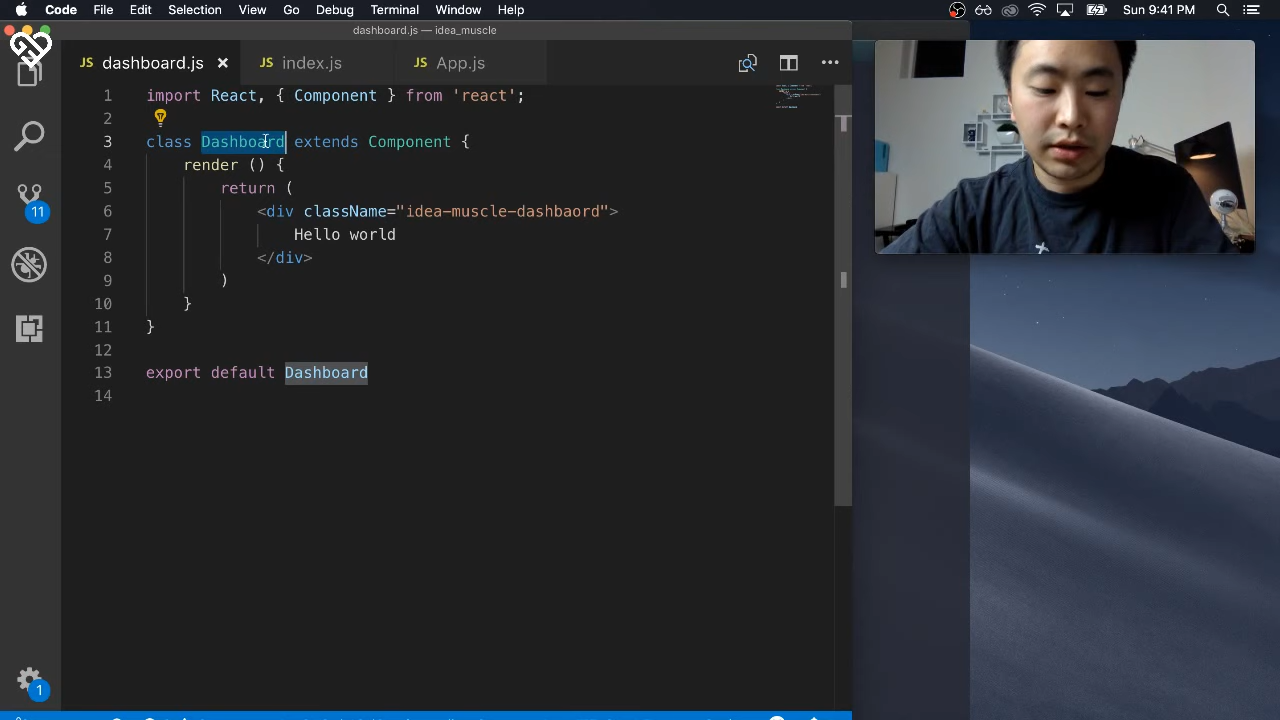 Code File Edit Selection View Go Debug Terminal Window Help Sun 9:41 PM
dashboard.js — idea_muscle
JS dashboard.js × JS index.js JS App.js
1 import React, { Component } from 'react';
2
3 class Dashboard extends Component {
4 render () {
5 return (
6 <div className="idea-muscle-dashbaord">
7 Hello world
8 </div>
9 )
10 }
11 }
12
13 export default Dashboard
14
11
1